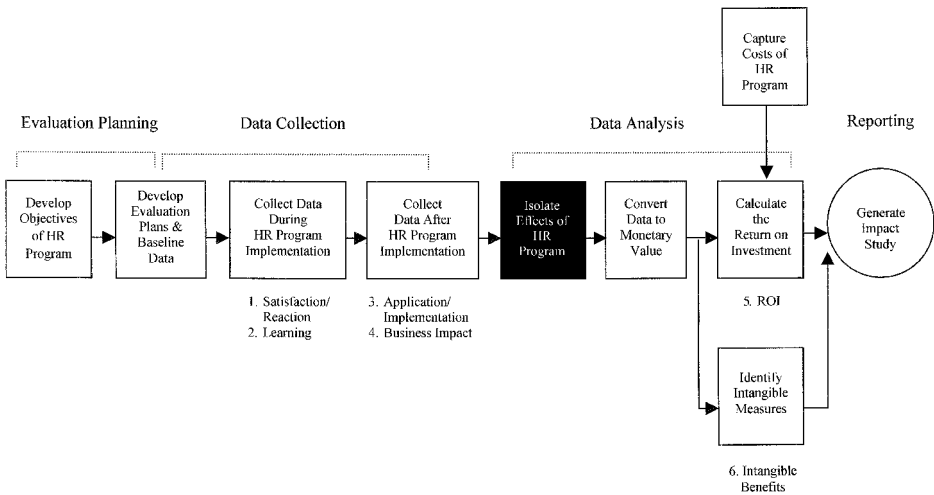 Capture
Costs of
HR
Program
Evaluation Planning
Data Collection
Data Analysis
Reporting
Develop
Objectives
of HR
Program
Develop
Evaluation
Plans &
Baseline
Data
Collect Data
During
HR Program
Implementation
Collect
Data After
HR Program
Implementation
Isolate
Effects of
HR
Program
Convert
Data to
Monetary
Value
Calculate
the
Return on
Investment
Generate
Impact
Study
1. Satisfaction/
Reaction
2. Learning
3. Application/
Implementation
4. Business Impact
5. ROI
Identify
Intangible
Measures
6. Intangible
Benefits